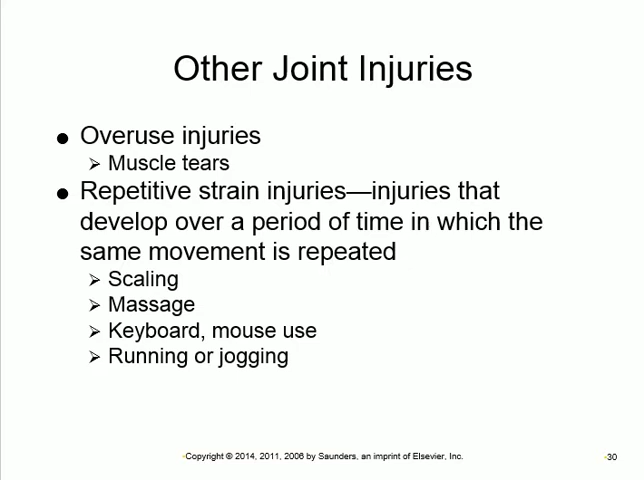 Other Joint Injuries
● Overuse injuries
➢ Muscle tears
● Repetitive strain injuries—injuries that
develop over a period of time in which the
same movement is repeated
➢ Scaling
➢ Massage
➢ Keyboard, mouse use
➢ Running or jogging
Copyright © 2014, 2011, 2006 by Saunders, an imprint of Elsevier, Inc.
30